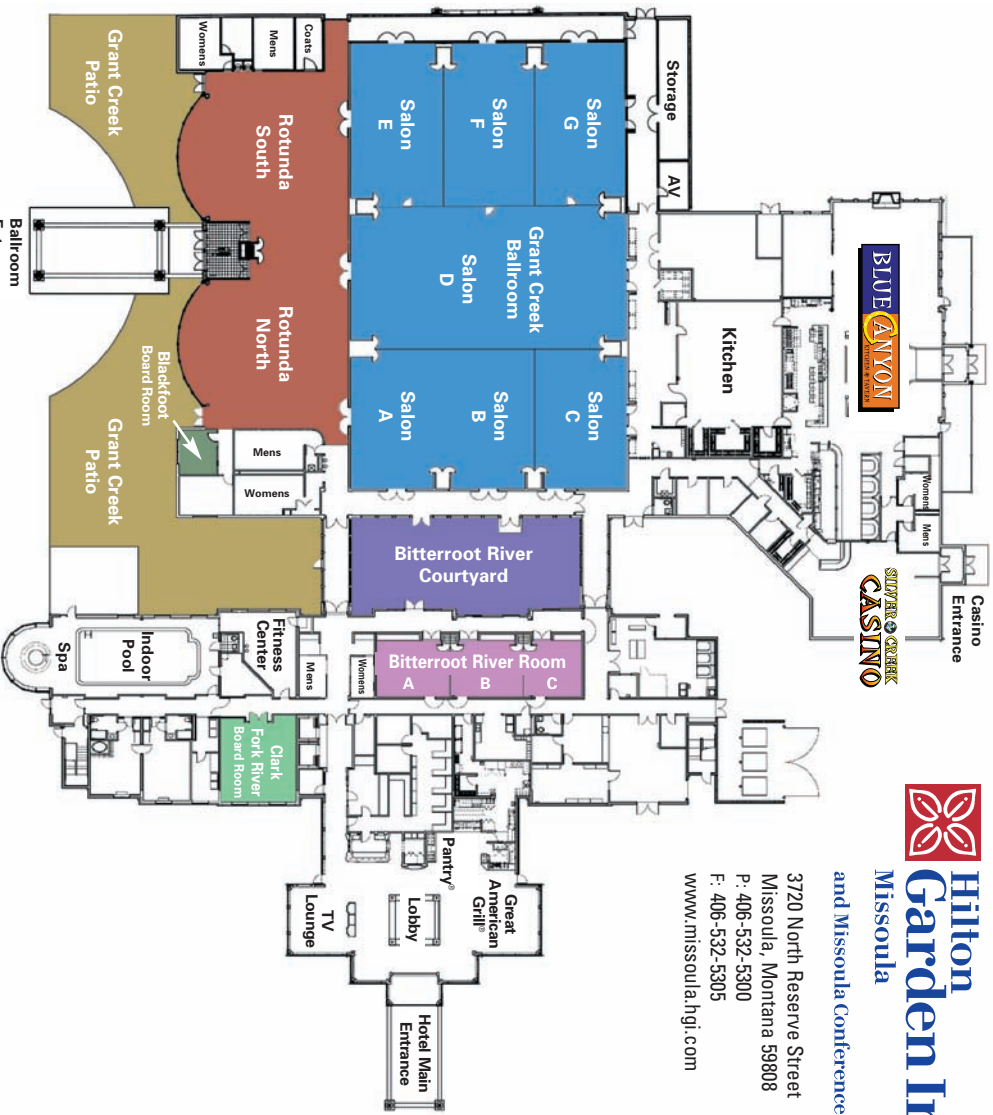 Hilton
Garden In
Missoula
and Missoula Conference
3720 North Reserve Street
Missoula, Montana 59808
P: 406-532-5300
F: 406-532-5305
www.missoula.hgi.com
Casino
Entrance
SILVER CREEK
CASINO
BLUE CANYON
KITCHEN & TAVERN
Womens
Mens
Storage
AV
Kitchen
Salon
G
Salon
F
Salon
E
Grant Creek
Ballroom
Salon
D
Salon
C
Salon
B
Salon
A
Coats
Mens
Womens
Rotunda
South
Rotunda
North
Grant Creek
Patio
Ballroom
Blackfoot
Board Room
Mens
Womens
Grant Creek
Patio
Bitterroot River
Courtyard
Bitterroot River Room
A
B
C
Womens
Mens
Fitness
Center
Indoor
Pool
Spa
Clark
Fork River
Board Room
Great
American
Grill®
Pantry®
Lobby
TV
Lounge
Hotel Main
Entrance